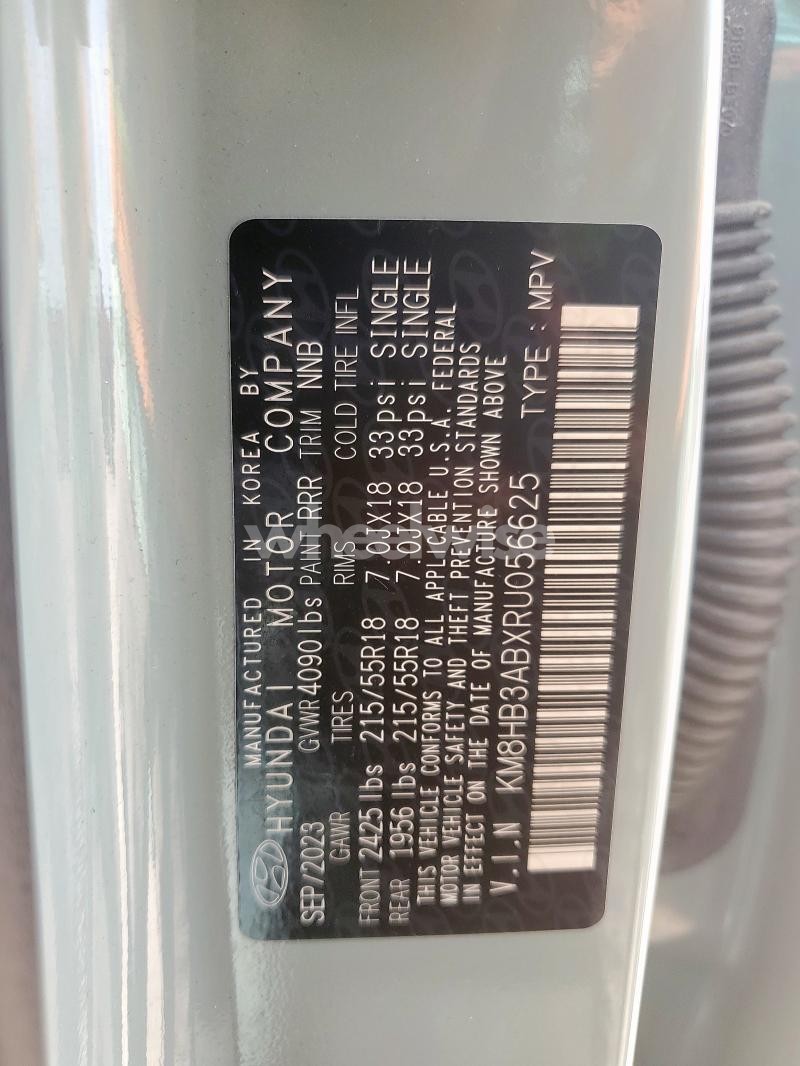 MANUFACTURED IN KOREA BY
HYUNDAI MOTOR COMPANY
SEP/2023 GVWR 4090lbs PAINT RRR TRIM NNB
GAWR TIRES RIMS COLD TIRE INFL
FRONT 2425 lbs 215/55R18 7.0JX18 33psi SINGLE
REAR 1956 lbs 215/55R18 7.0JX18 33psi SINGLE
THIS VEHICLE CONFORMS TO ALL APPLICABLE U.S.A. FEDERAL
MOTOR VEHICLE SAFETY AND THEFT PREVENTION STANDARDS
IN EFFECT ON THE DATE OF MANUFACTURE SHOWN ABOVE
V.I.N KM8HB3ABXRU056625 TYPE : MPV
wheelwise